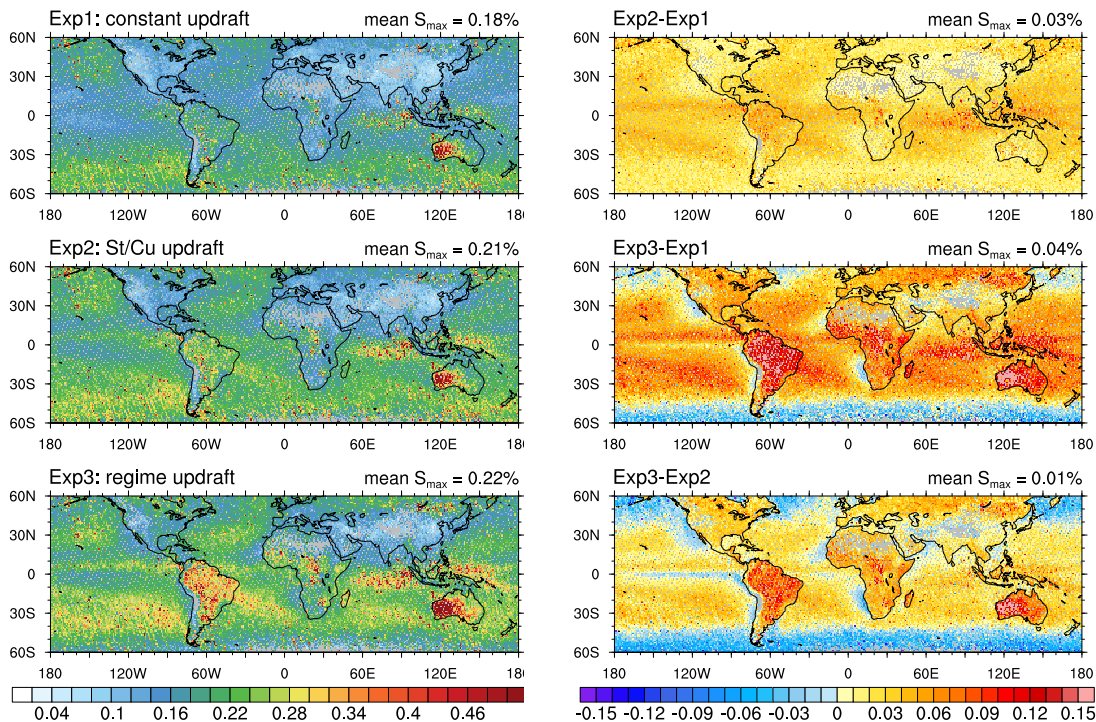 Exp1: constant updraft mean Smax = 0.18%
Exp2-Exp1 mean Smax = 0.03%
60N 60N
30N 30N
0 0
30S 30S
60S 60S
180 120W 60W 0 60E 120E 180
180 120W 60W 0 60E 120E 180
Exp2: St/Cu updraft mean Smax = 0.21%
Exp3-Exp1 mean Smax = 0.04%
60N 60N
30N 30N
0 0
30S 30S
60S 60S
180 120W 60W 0 60E 120E 180
180 120W 60W 0 60E 120E 180
Exp3: regime updraft mean Smax = 0.22%
Exp3-Exp2 mean Smax = 0.01%
60N 60N
30N 30N
0 0
30S 30S
60S 60S
180 120W 60W 0 60E 120E 180
180 120W 60W 0 60E 120E 180
0.04 0.1 0.16 0.22 0.28 0.34 0.4 0.46
-0.15 -0.12 -0.09 -0.06 -0.03 0 0.03 0.06 0.09 0.12 0.15